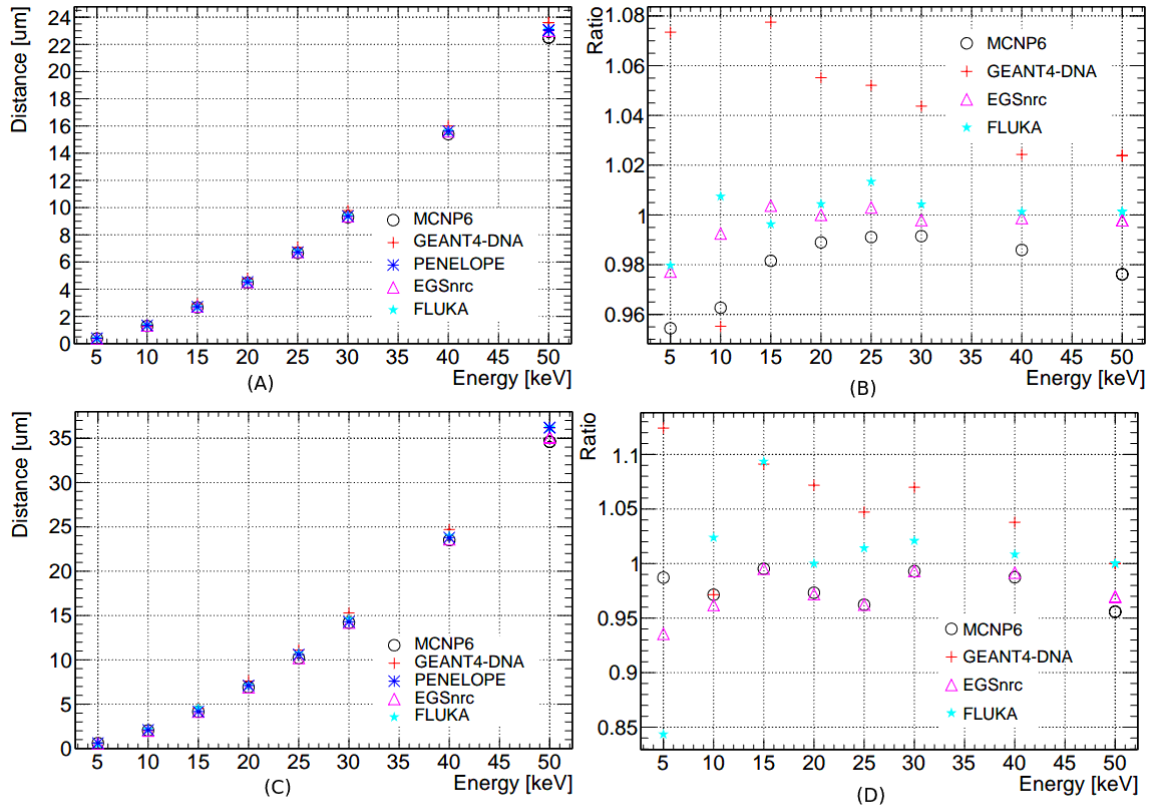 Distance [um]
24
22
20
18
16
14
12
10
8
6
4
2
0
MCNP6
GEANT4-DNA
PENELOPE
EGSnrc
FLUKA
5 10 15 20 25 30 35 40 45 50
Energy [keV]
(A)
Ratio
1.08
1.06
1.04
1.02
1
0.98
0.96
MCNP6
GEANT4-DNA
EGSnrc
FLUKA
5 10 15 20 25 30 35 40 45 50
Energy [keV]
(B)
Distance [um]
35
30
25
20
15
10
5
0
MCNP6
GEANT4-DNA
PENELOPE
EGSnrc
FLUKA
5 10 15 20 25 30 35 40 45 50
Energy [keV]
(C)
Ratio
1.1
1.05
1
0.95
0.9
0.85
MCNP6
GEANT4-DNA
EGSnrc
FLUKA
5 10 15 20 25 30 35 40 45 50
Energy [keV]
(D)